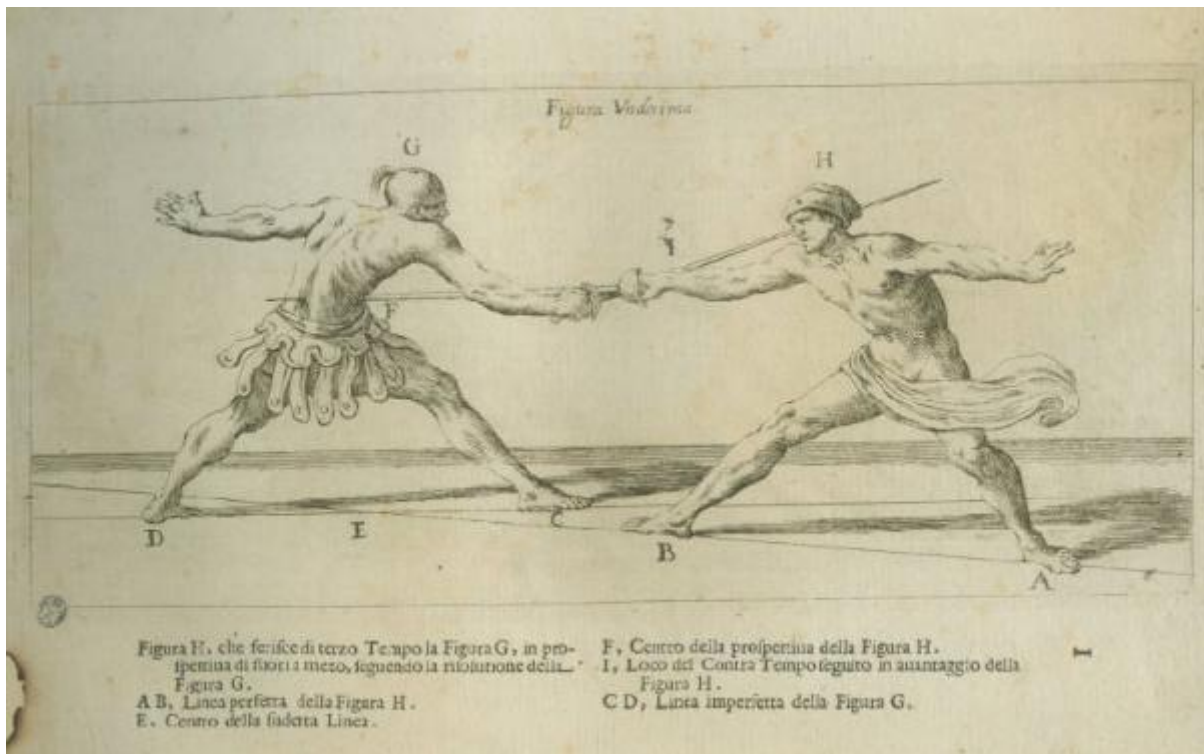 Figura Undecima
G
H
I
F
D
E
C
B
A
Figura H, che ferisce di terzo Tempo la Figura G, in pro-
spettiua di fuori a mezo, seguendo la risolutione della
Figura G.
A B, Linea perfetta della Figura H.
E, Centro della sudetta Linea.
F, Centro della prospettiua della Figura H.
I, Loco del Contra Tempo seguito in auantaggio della
Figura H.
C D, Linea imperfetta della Figura G.
I